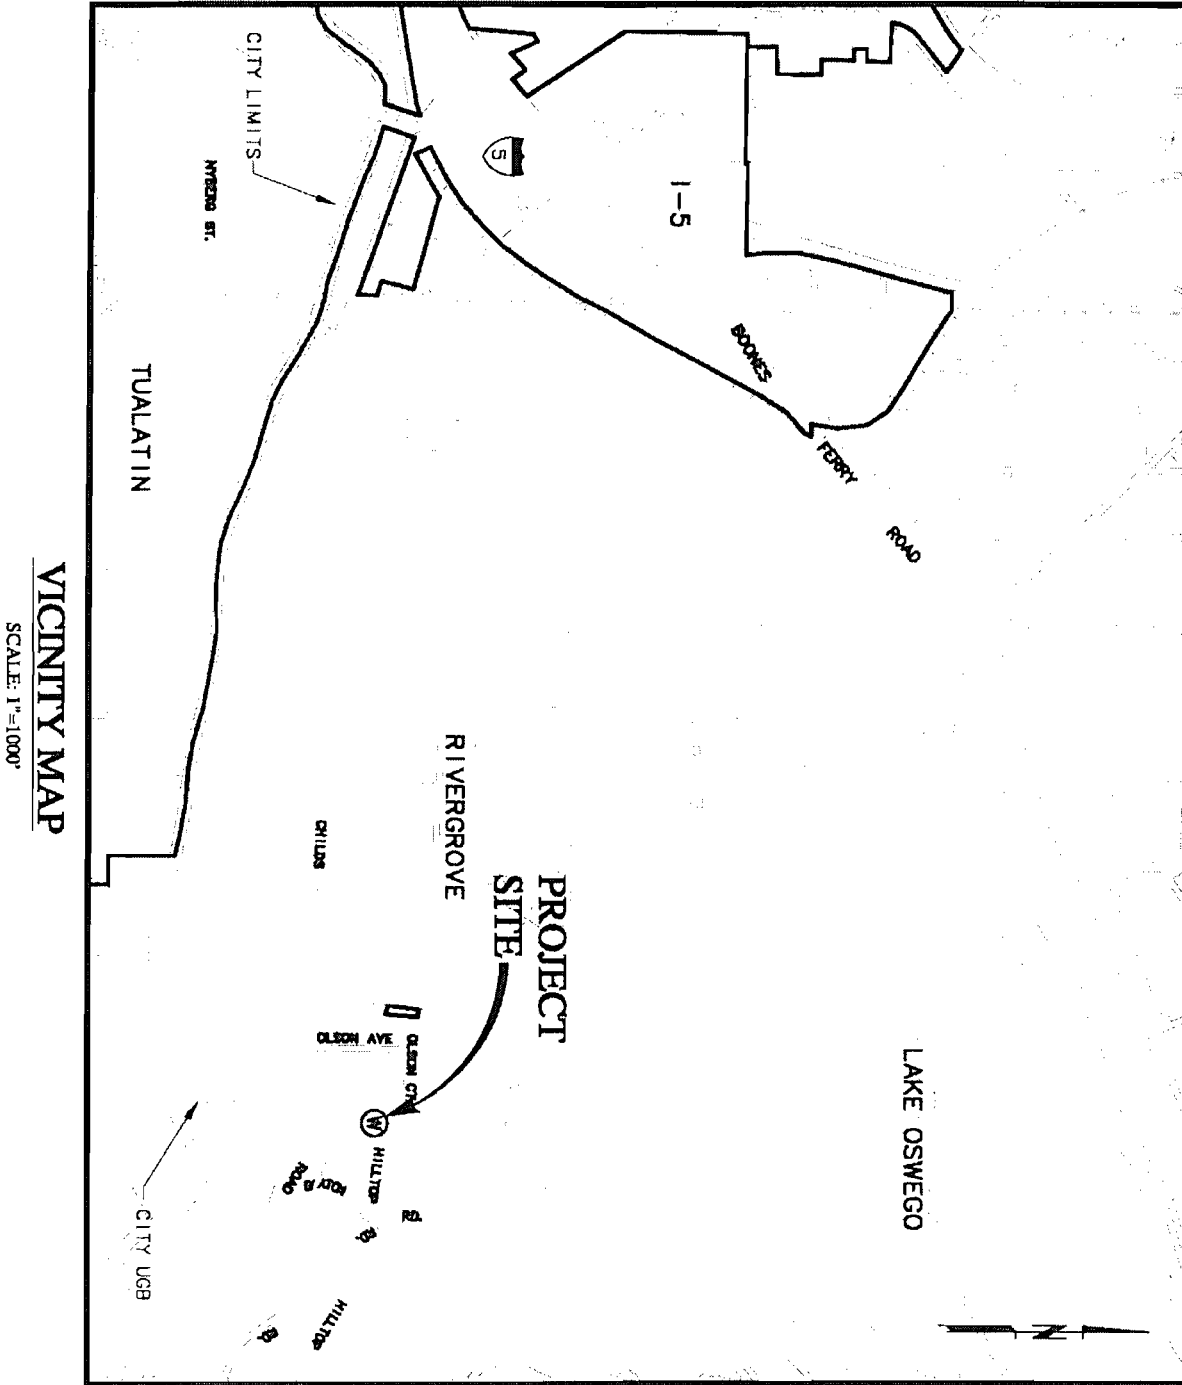 CITY LIMITS
NYBERG ST.
5
I-5
BOONES
FERRY
ROAD
TUALATIN
LAKE OSWEGO
RIVERGROVE
PROJECT
SITE
CHILDS
OLSON AVE
OLSON CT.
W
HILLTOP
RD.
RD.
ROAD
HILLTOP
RD.
CITY UGB
N
VICINITY MAP
SCALE: 1"=1000'